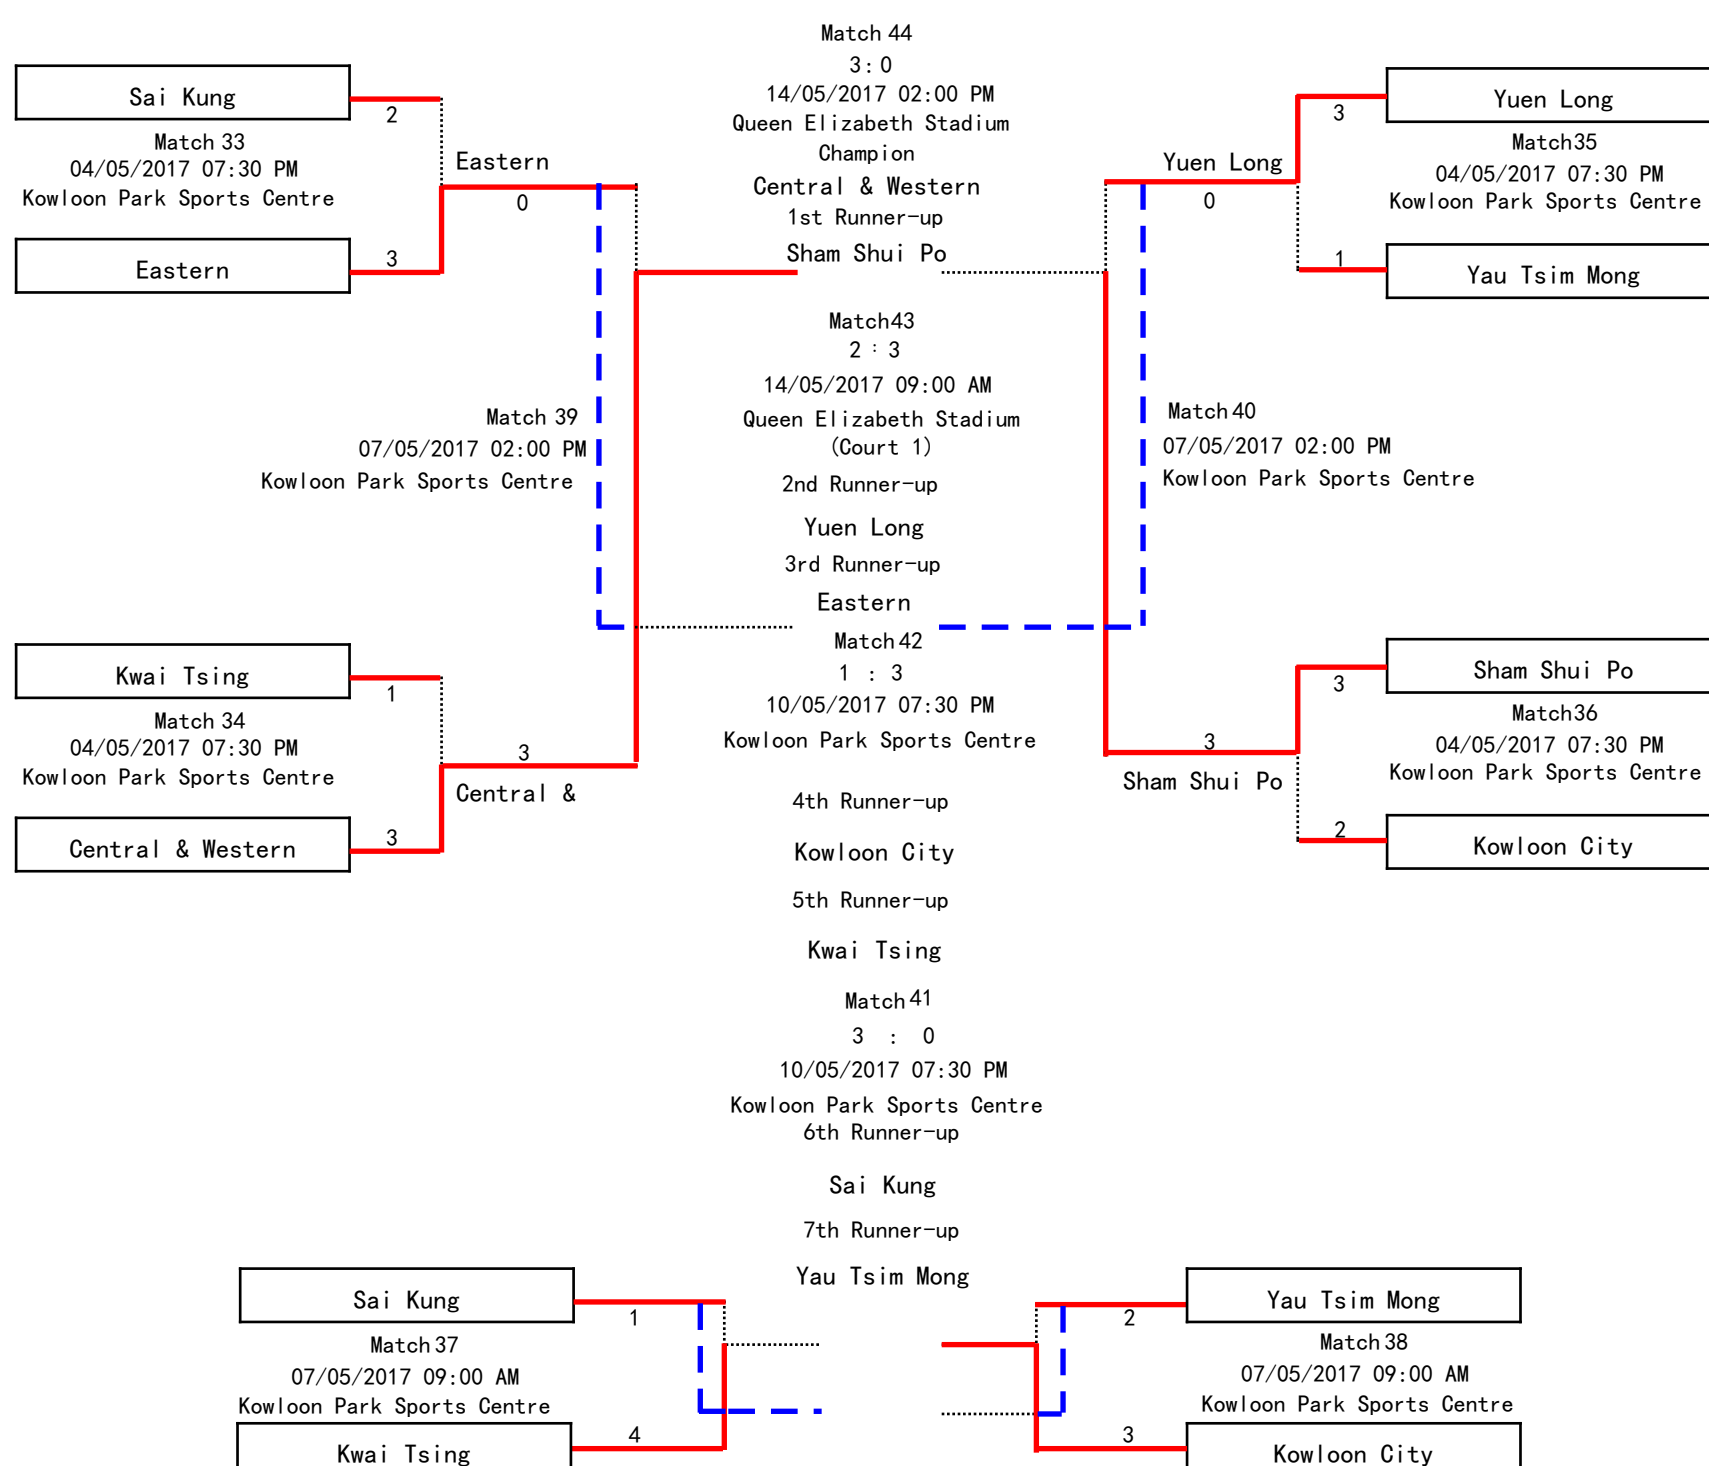 Match 44
3:0
14/05/2017 02:00 PM
Queen Elizabeth Stadium
Champion
Central & Western
1st Runner-up
Sham Shui Po
Sai Kung
2
Match 33
04/05/2017 07:30 PM
Kowloon Park Sports Centre
Eastern
3
Eastern
0
Yuen Long
3
Match35
04/05/2017 07:30 PM
Kowloon Park Sports Centre
Yuen Long
0
1
Yau Tsim Mong
Match43
2 : 3
14/05/2017 09:00 AM
Queen Elizabeth Stadium
(Court 1)
2nd Runner-up
Yuen Long
3rd Runner-up
Eastern
Match 39
07/05/2017 02:00 PM
Kowloon Park Sports Centre
Match 40
07/05/2017 02:00 PM
Kowloon Park Sports Centre
Match 42
1 : 3
10/05/2017 07:30 PM
Kowloon Park Sports Centre
4th Runner-up
Kowloon City
5th Runner-up
Kwai Tsing
Kwai Tsing
1
Match 34
04/05/2017 07:30 PM
Kowloon Park Sports Centre
Central & Western
3
3
Central &
Sham Shui Po
3
Match36
04/05/2017 07:30 PM
Kowloon Park Sports Centre
3
Sham Shui Po
2
Kowloon City
Match 41
3 : 0
10/05/2017 07:30 PM
Kowloon Park Sports Centre
6th Runner-up
Sai Kung
7th Runner-up
Yau Tsim Mong
Sai Kung
1
Match 37
07/05/2017 09:00 AM
Kowloon Park Sports Centre
4
Kwai Tsing
2
Yau Tsim Mong
Match 38
07/05/2017 09:00 AM
Kowloon Park Sports Centre
3
Kowloon City